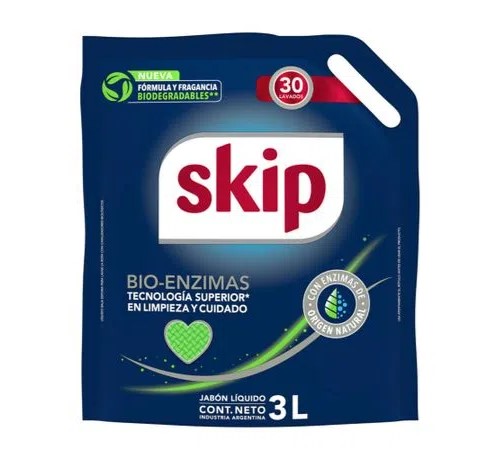 NUEVA
FÓRMULA Y FRAGANCIA
BIODEGRADABLES**
30
LAVADOS
skip
BIO-ENZIMAS
TECNOLOGÍA SUPERIOR*
EN LIMPIEZA Y CUIDADO
CON ENZIMAS DE
ORIGEN NATURAL
JABÓN LÍQUIDO
CONT. NETO 3 L
INDUSTRIA ARGENTINA